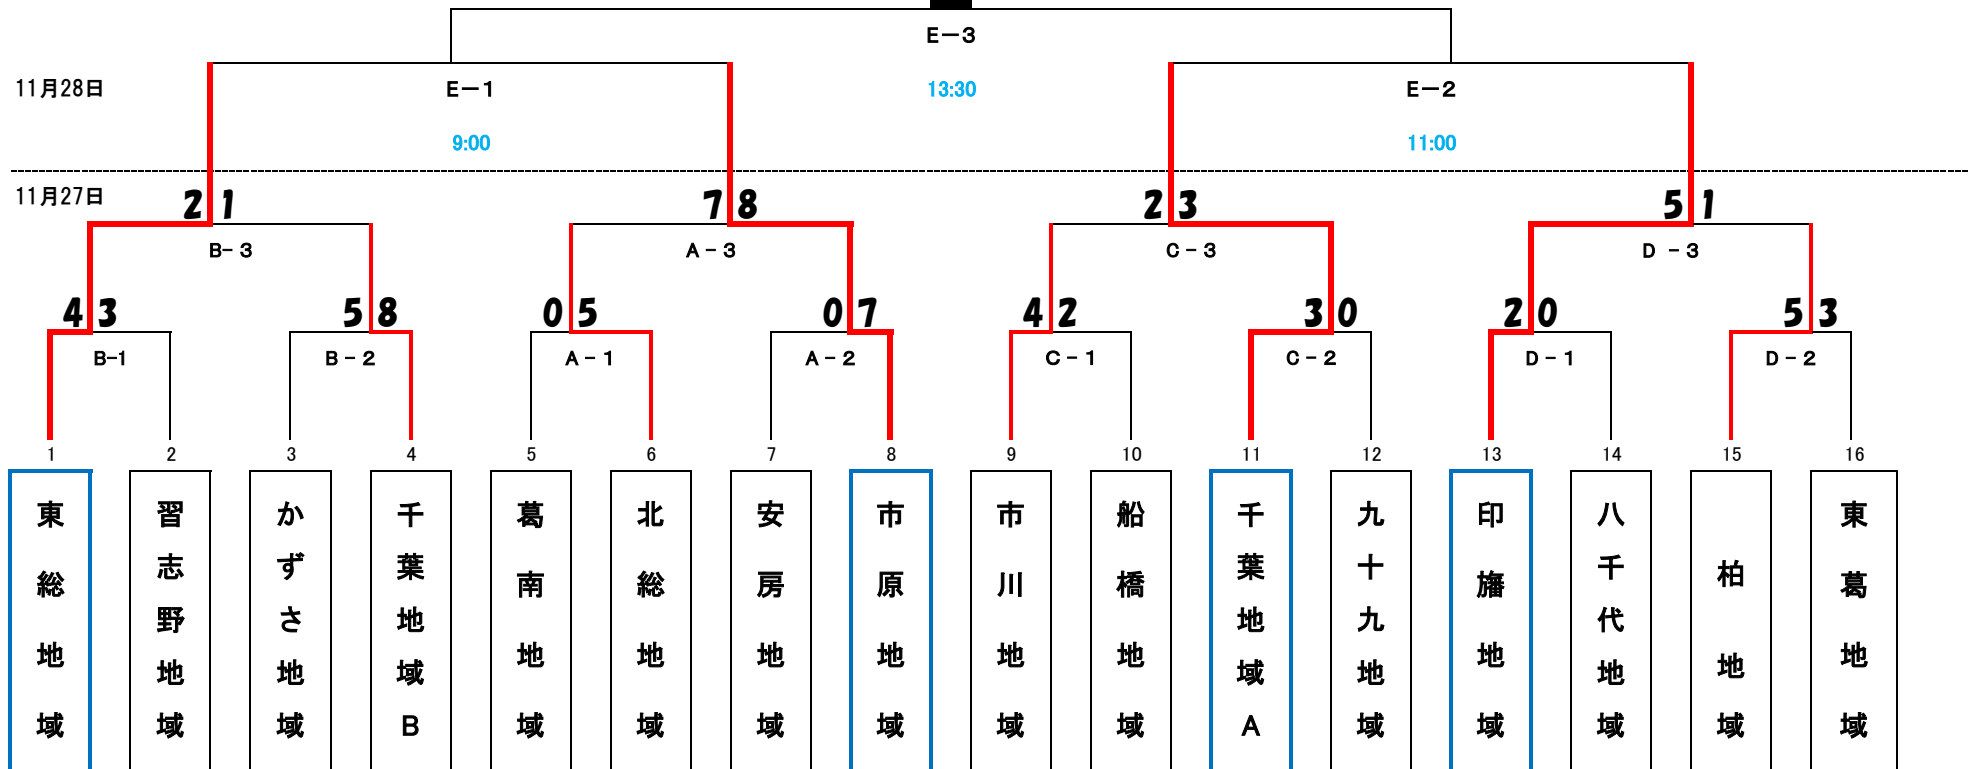 E－3
11月28日
E－1
13:30
E－2
9:00
11:00
11月27日
2 1
7 8
2 3
5 1
B-3
A-3
C-3
D-3
4 3
5 8
0 5
0 7
4 2
3 0
2 0
5 3
B-1
B-2
A-1
A-2
C-1
C-2
D-1
D-2
1
2
3
4
5
6
7
8
9
10
11
12
13
14
15
16
東総地域
習志野地域
かずさ地域
千葉地域B
葛南地域
北総地域
安房地域
市原地域
市川地域
船橋地域
千葉地域A
九十九地域
印旛地域
八千代地域
柏地域
東葛地域